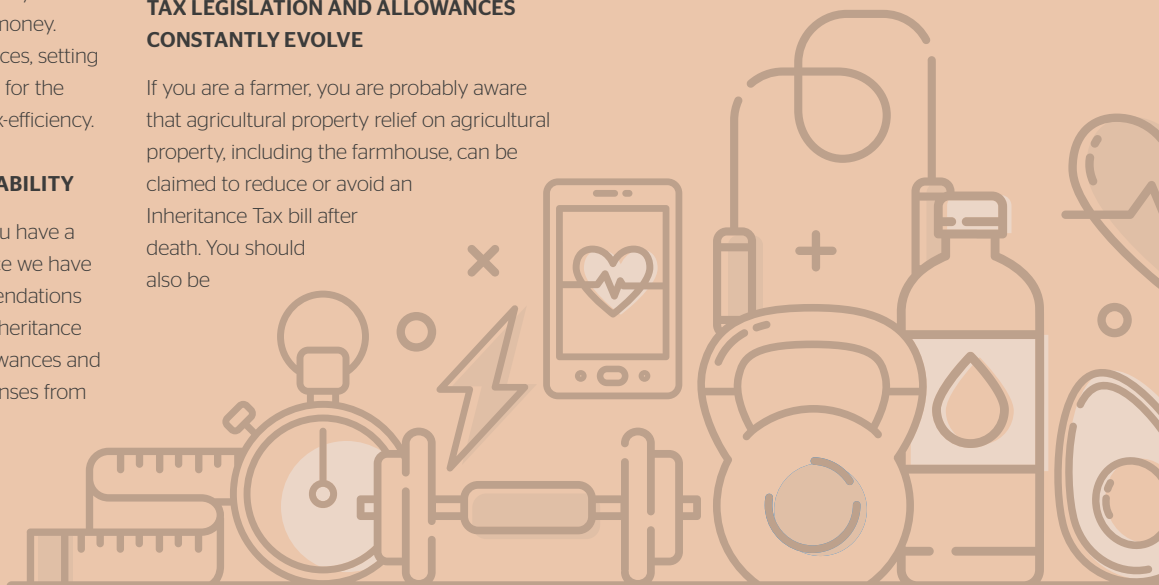 money.
ces, setting
for the
x-efficiency.
ABILITY
u have a
ce we have
endations
heritance
wances and
nses from
TAX LEGISLATION AND ALLOWANCES
CONSTANTLY EVOLVE
If you are a farmer, you are probably aware
that agricultural property relief on agricultural
property, including the farmhouse, can be
claimed to reduce or avoid an
Inheritance Tax bill after
death. You should
also be